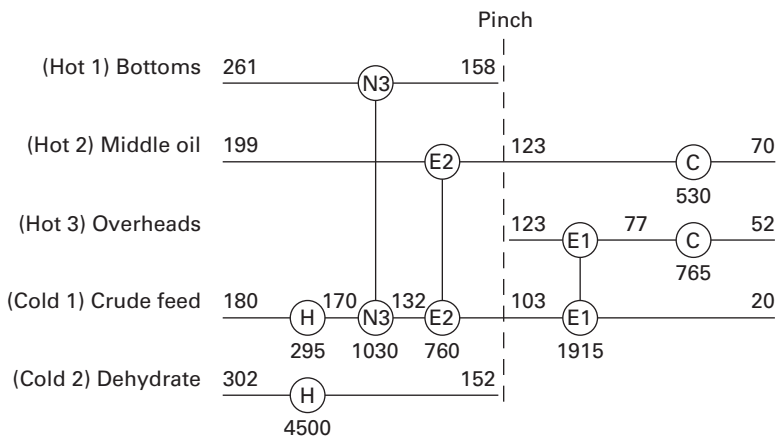 Pinch
(Hot 1) Bottoms 261 158
N3
(Hot 2) Middle oil 199 123 70
E2 C
530
(Hot 3) Overheads 123 77 52
E1 C
765
(Cold 1) Crude feed 180 170 132 103 20
H N3 E2 E1
295 1030 760 1915
(Cold 2) Dehydrate 302 152
H
4500